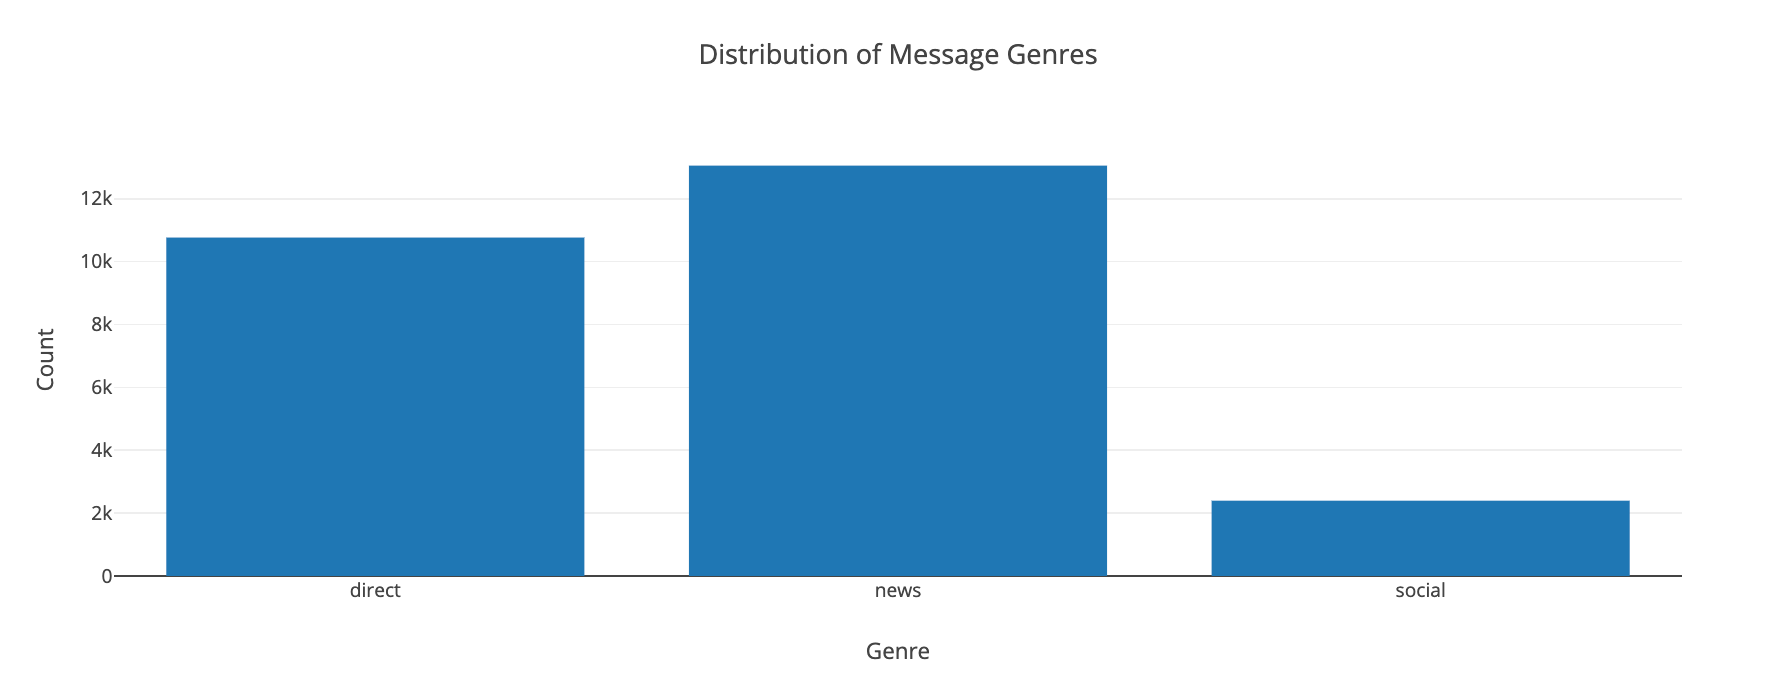 Distribution of Message Genres
12k
10k
8k
6k
4k
2k
0
Count
direct
news
social
Genre